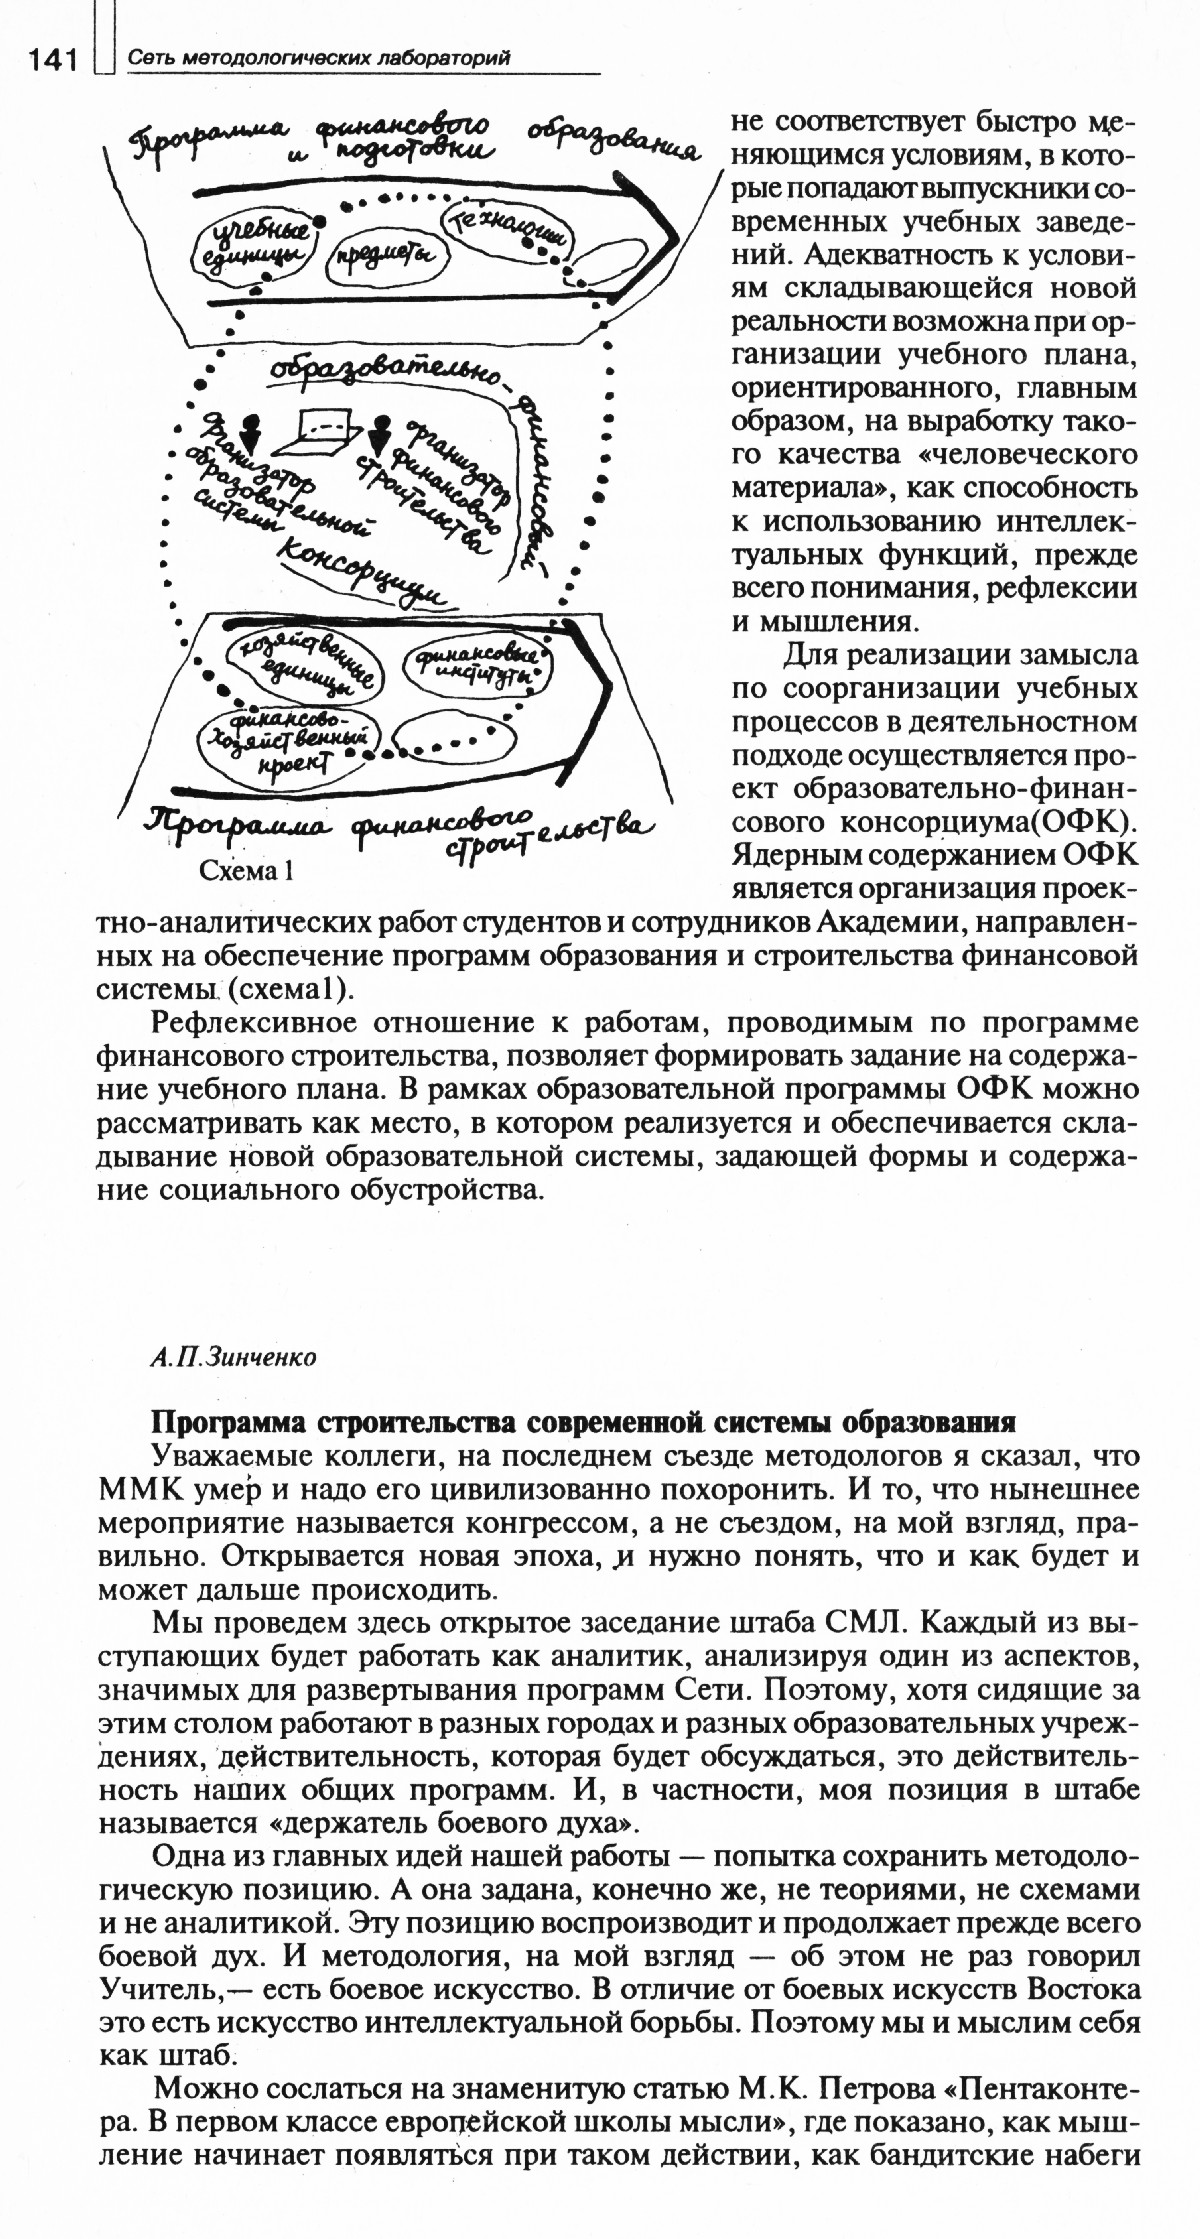 141
Сеть методологических лабораторий
Программа финансового образования
и подготовки
учебные
единицы
предметы
технологии
образовательно-
финансовый
организатор
образовательной
системы
организатор
финансового
строительства
консорциум
хозяйственные
единицы
финансовые
институты
финансово-
хозяйственный
проект
Программа финансового
строительства
Схема 1
не соответствует быстро ме-
няющимся условиям, в кото-
рые попадают выпускники со-
временных учебных заведе-
ний. Адекватность к услови-
ям складывающейся новой
реальности возможна при ор-
ганизации учебного плана,
ориентированного, главным
образом, на выработку тако-
го качества «человеческого
материала», как способность
к использованию интеллек-
туальных функций, прежде
всего понимания, рефлексии
и мышления.
Для реализации замысла
по соорганизации учебных
процессов в деятельностном
подходе осуществляется про-
ект образовательно-финан-
сового консорциума(ОФК).
Ядерным содержанием ОФК
является организация проек-
тно-аналитических работ студентов и сотрудников Академии, направлен-
ных на обеспечение программ образования и строительства финансовой
системы (схема1).
Рефлексивное отношение к работам, проводимым по программе
финансового строительства, позволяет формировать задание на содержа-
ние учебного плана. В рамках образовательной программы ОФК можно
рассматривать как место, в котором реализуется и обеспечивается скла-
дывание новой образовательной системы, задающей формы и содержа-
ние социального обустройства.
А.П.Зинченко
Программа строительства современной системы образования
Уважаемые коллеги, на последнем съезде методологов я сказал, что
ММК умер и надо его цивилизованно похоронить. И то, что нынешнее
мероприятие называется конгрессом, а не съездом, на мой взгляд, пра-
вильно. Открывается новая эпоха, и нужно понять, что и как будет и
может дальше происходить.
Мы проведем здесь открытое заседание штаба СМЛ. Каждый из вы-
ступающих будет работать как аналитик, анализируя один из аспектов,
значимых для развертывания программ Сети. Поэтому, хотя сидящие за
этим столом работают в разных городах и разных образовательных учреж-
дениях, действительность, которая будет обсуждаться, это действитель-
ность наших общих программ. И, в частности, моя позиция в штабе
называется «держатель боевого духа».
Одна из главных идей нашей работы — попытка сохранить методоло-
гическую позицию. А она задана, конечно же, не теориями, не схемами
и не аналитикой. Эту позицию воспроизводит и продолжает прежде всего
боевой дух. И методология, на мой взгляд — об этом не раз говорил
Учитель,— есть боевое искусство. В отличие от боевых искусств Востока
это есть искусство интеллектуальной борьбы. Поэтому мы и мыслим себя
как штаб.
Можно сослаться на знаменитую статью М.К. Петрова «Пентаконте-
ра. В первом классе европейской школы мысли», где показано, как мыш-
ление начинает появляться при таком действии, как бандитские набеги